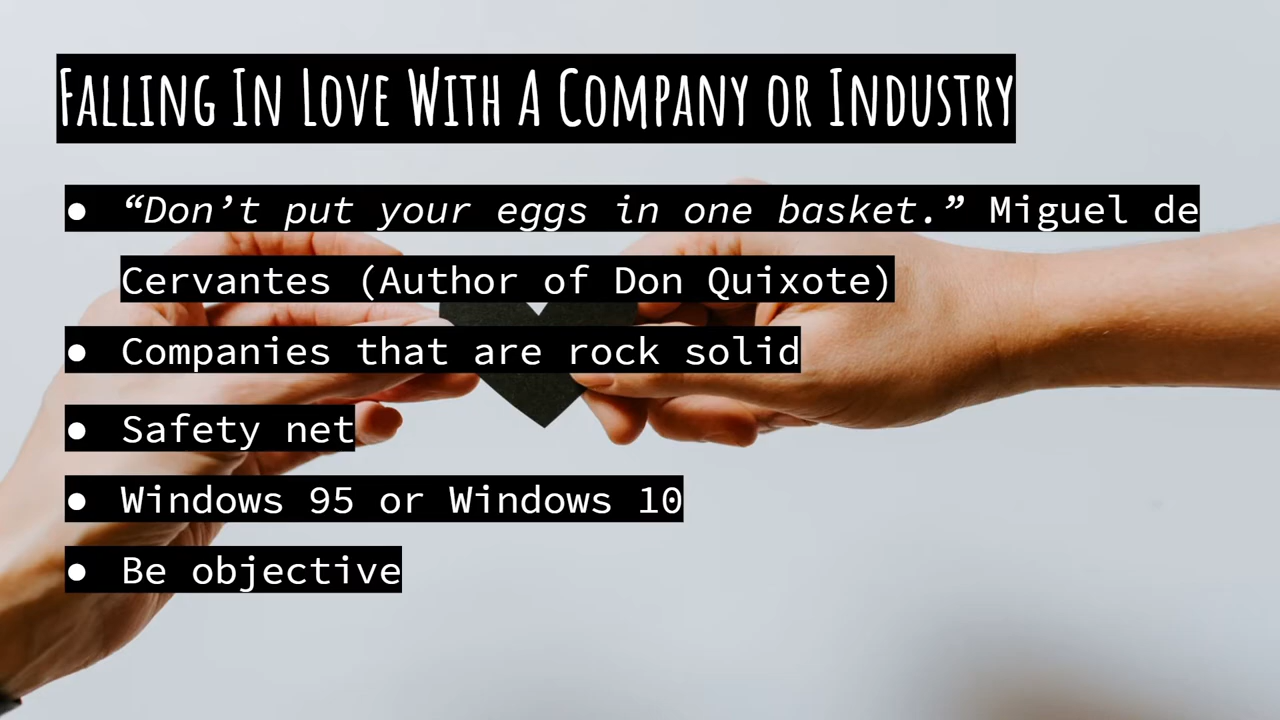 Falling In Love With A Company or Industry
● “Don’t put your eggs in one basket.” Miguel de
Cervantes (Author of Don Quixote)
● Companies that are rock solid
● Safety net
● Windows 95 or Windows 10
● Be objective